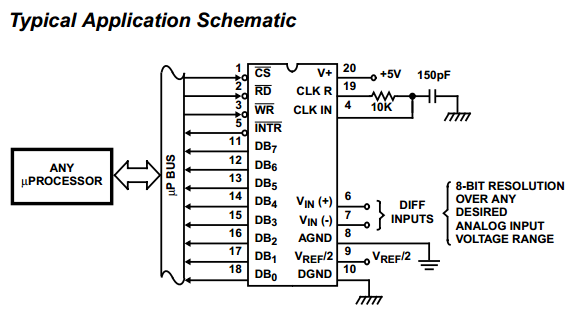 Typical Application Schematic
ANY
μPROCESSOR
μP BUS
1 CS
2 RD
3 WR
5 INTR
11 DB7
12 DB6
13 DB5
14 DB4
15 DB3
16 DB2
17 DB1
18 DB0
V+ 20 +5V
CLK R 19
CLK IN 4
10K
150pF
VIN (+) 6
VIN (-) 7
AGND 8
VREF/2 9 VREF/2
DGND 10
DIFF
INPUTS
8-BIT RESOLUTION
OVER ANY
DESIRED
ANALOG INPUT
VOLTAGE RANGE